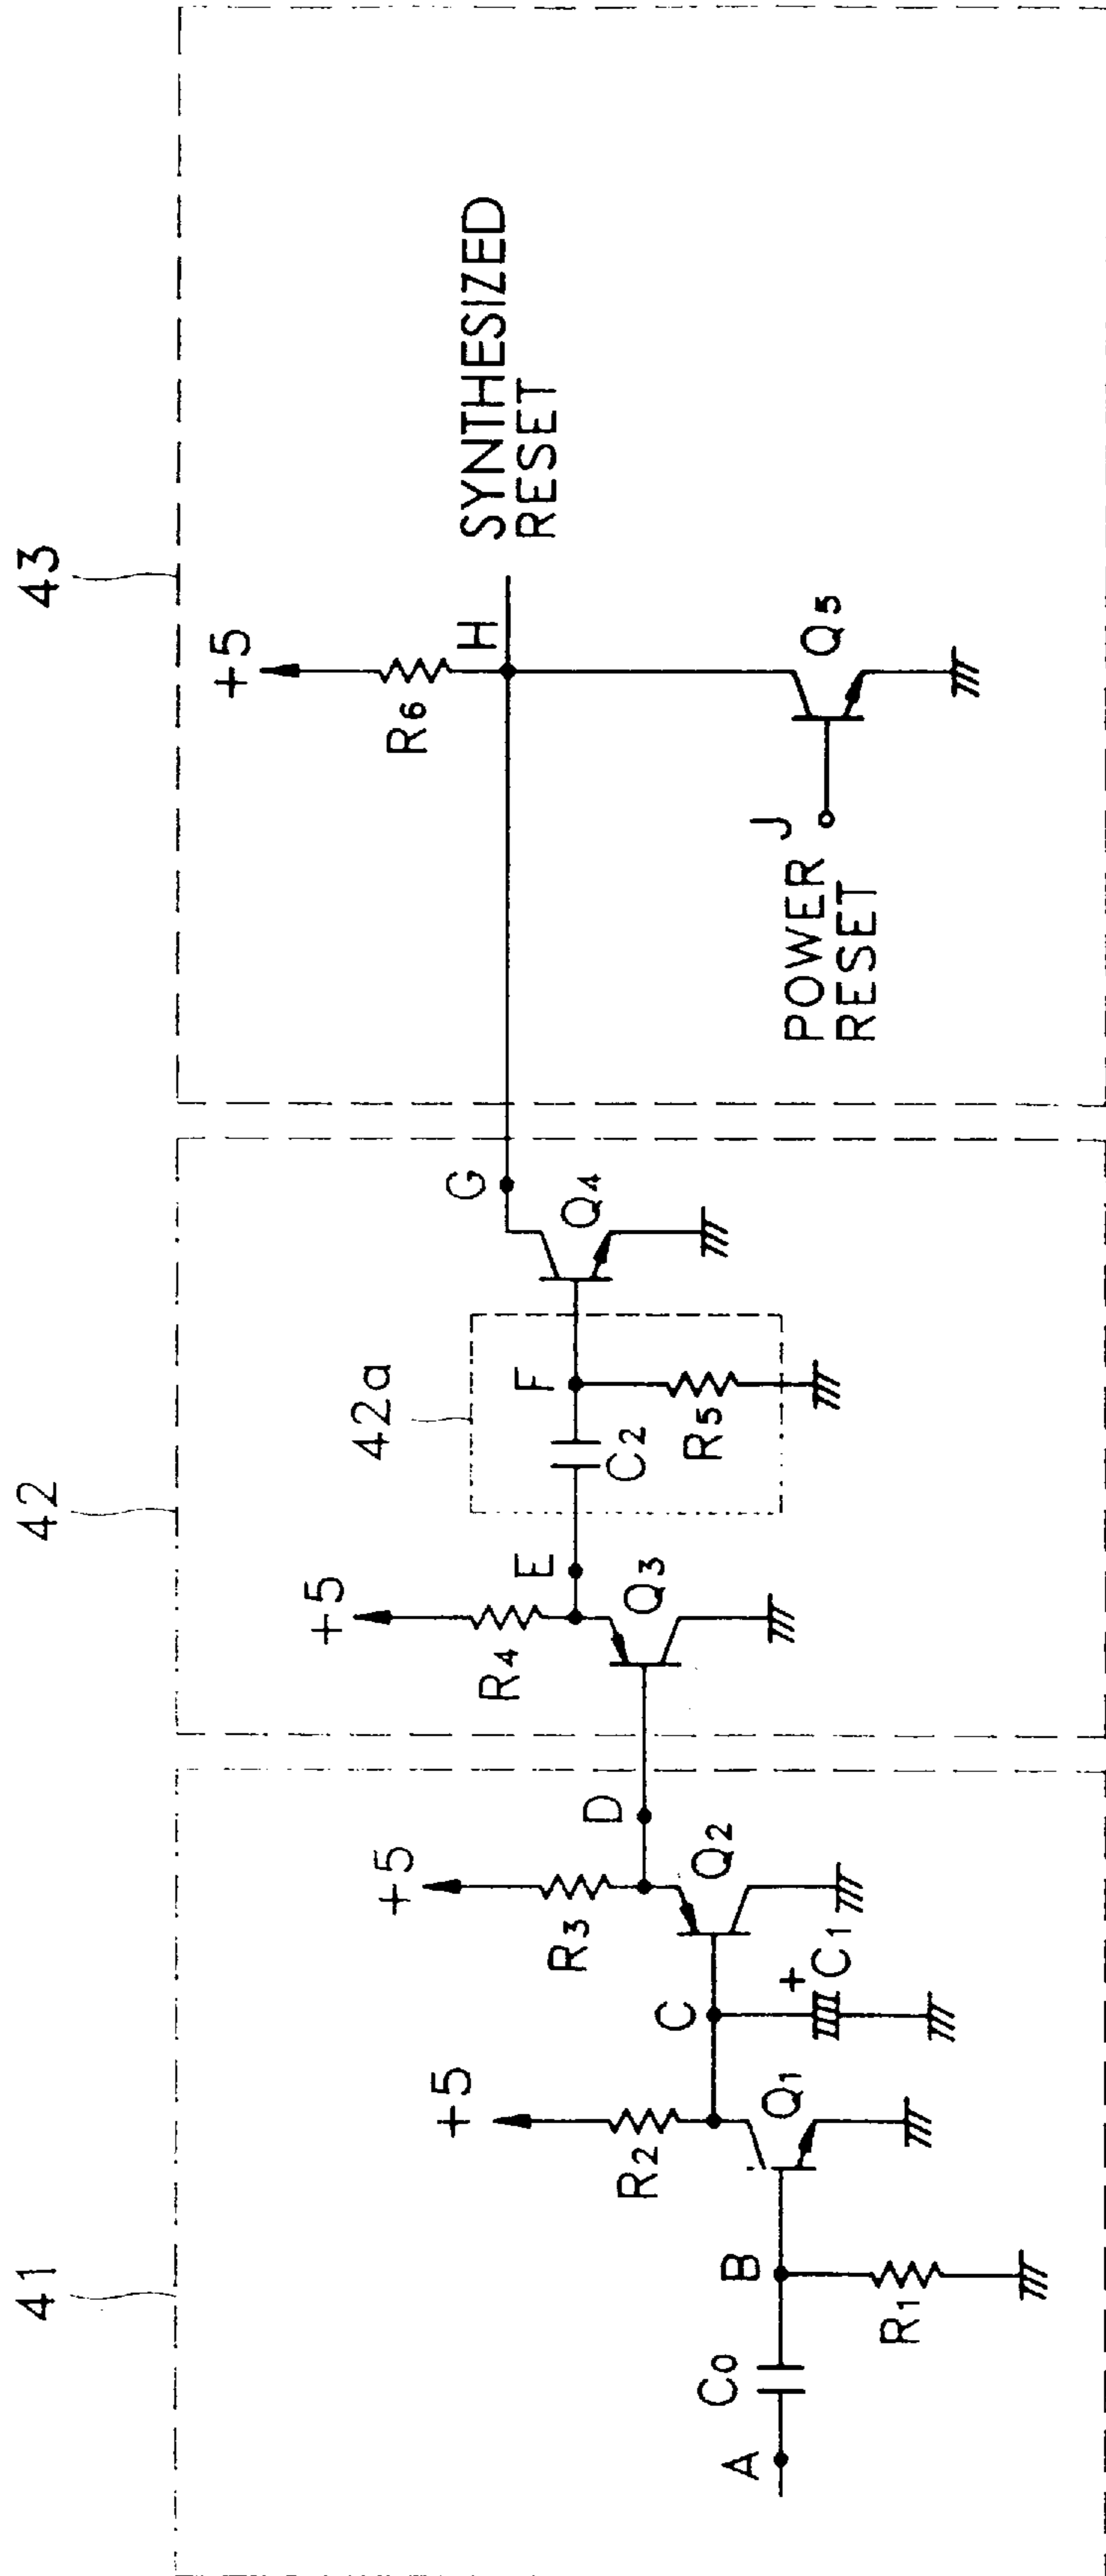 41
42
43
+5
+5
+5
+5
R2
R3
R4
R6
42a
A
C0
B
R1
Q1
C
+
C1
Q2
D
Q3
E
C2
F
R5
Q4
G
H
SYNTHESIZED
RESET
POWER
RESET
J
Q5